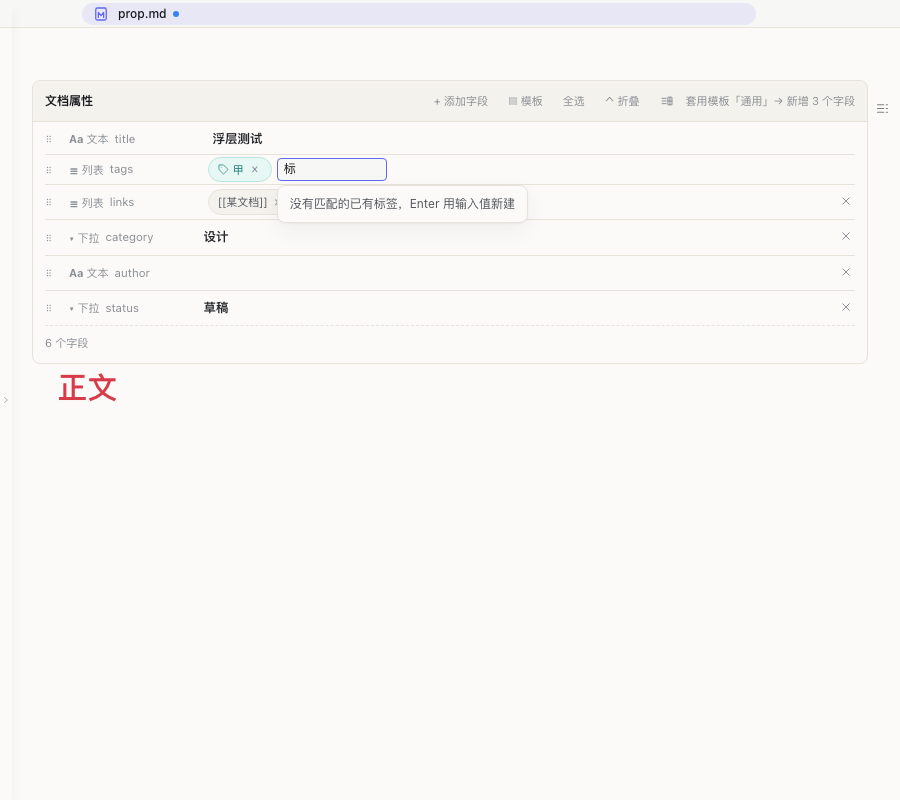 prop.md
文档属性 + 添加字段 模板 全选 折叠 套用模板「通用」→ 新增 3 个字段
Aa 文本 title 浮层测试
列表 tags 甲 × 标
列表 links [[某文档]] ×
没有匹配的已有标签，Enter 用输入值新建
下拉 category 设计 ×
Aa 文本 author ×
下拉 status 草稿 ×
6 个字段
正文